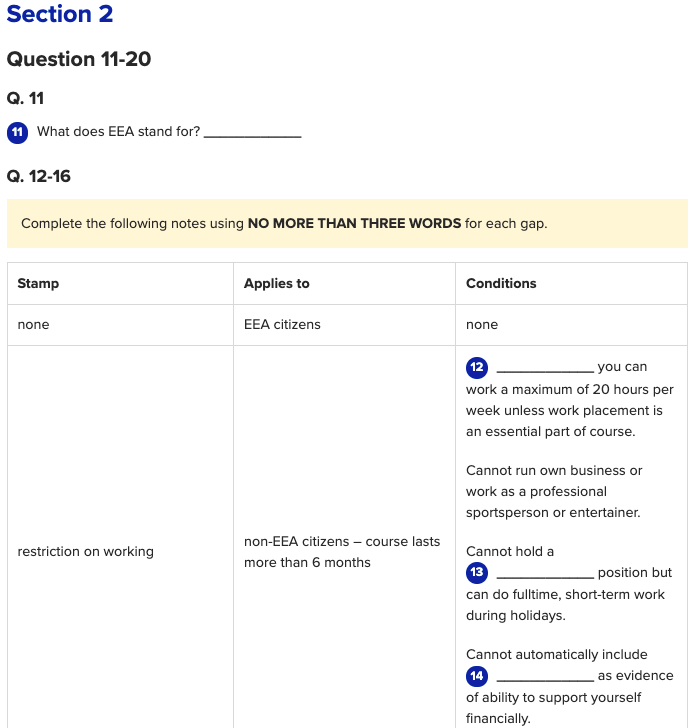 Section 2
Question 11-20
Q. 11
11 What does EEA stand for? ____________
Q. 12-16
Complete the following notes using NO MORE THAN THREE WORDS for each gap.
Stamp
Applies to
Conditions
none
EEA citizens
none
restriction on working
non-EEA citizens – course lasts
more than 6 months
12 ____________ you can
work a maximum of 20 hours per
week unless work placement is
an essential part of course.
Cannot run own business or
work as a professional
sportsperson or entertainer.
Cannot hold a
13 ____________ position but
can do fulltime, short-term work
during holidays.
Cannot automatically include
14 ____________ as evidence
of ability to support yourself
financially.